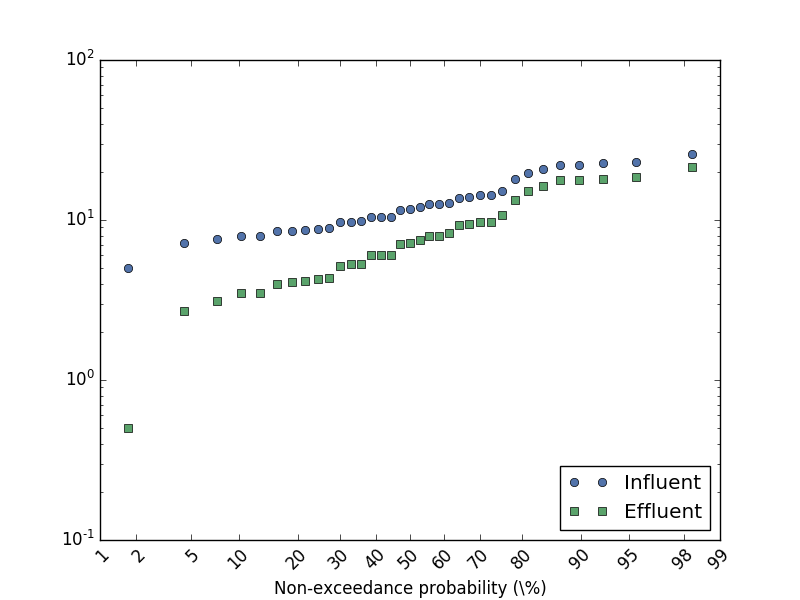 10²
10¹
10⁰
10⁻¹
1 2 5 10 20 30 40 50 60 70 80 90 95 98 99
Non-exceedance probability (\%)
Influent
Effluent